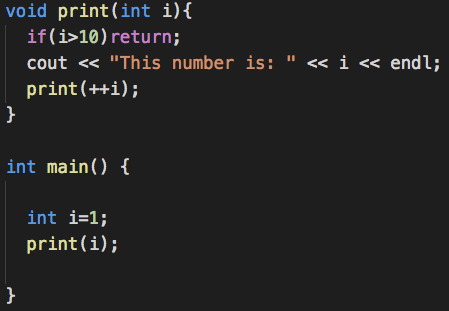 void print(int i){
if(i>10)return;
cout << "This number is: " << i << endl;
print(++i);
}
int main() {
int i=1;
print(i);
}